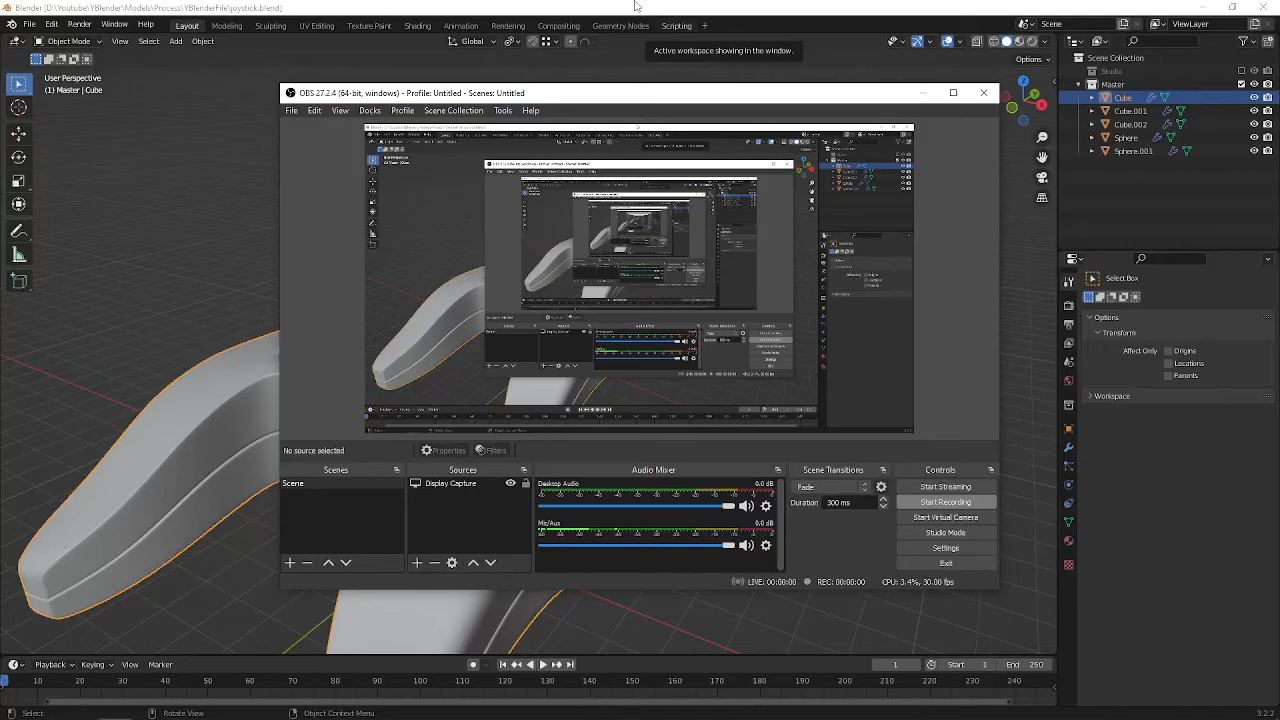 Blender [D:\Youtube\YBlender\Models\Process\YBlenderFile\joystick.blend]
File Edit Render Window Help Layout Modeling Sculpting UV Editing Texture Paint Shading Animation Rendering Compositing Geometry Nodes Scripting + Scene ViewLayer
Object Mode View Select Add Object Global
Active workspace showing in the window.
Options
User Perspective
(1) Master | Cube
Scene Collection
Studio
Master
Cube
Cube.001
Cube.002
Sphere
Sphere.001
OBS 27.2.4 (64-bit, windows) - Profile: Untitled - Scenes: Untitled
File Edit View Docks Profile Scene Collection Tools Help
Select Box
Options
Transform
Affect Only Origins
Locations
Parents
Workspace
No source selected Properties Filters
Scenes Sources Audio Mixer Scene Transitions Controls
Scene
Display Capture
Desktop Audio 0.0 dB
Mic/Aux 0.0 dB
Fade
Duration 300 ms
Start Streaming
Start Recording
Start Virtual Camera
Studio Mode
Settings
Exit
LIVE: 00:00:00 REC: 00:00:00 CPU: 3.4%, 30.00 fps
Playback Keying View Marker 1 Start 1 End 250
10 20 30 40 50 60 70 80 90 100 110 120 130 140 150 160 170 180 190 200 210 220 230 240
Select Rotate View Object Context Menu 3.2.2